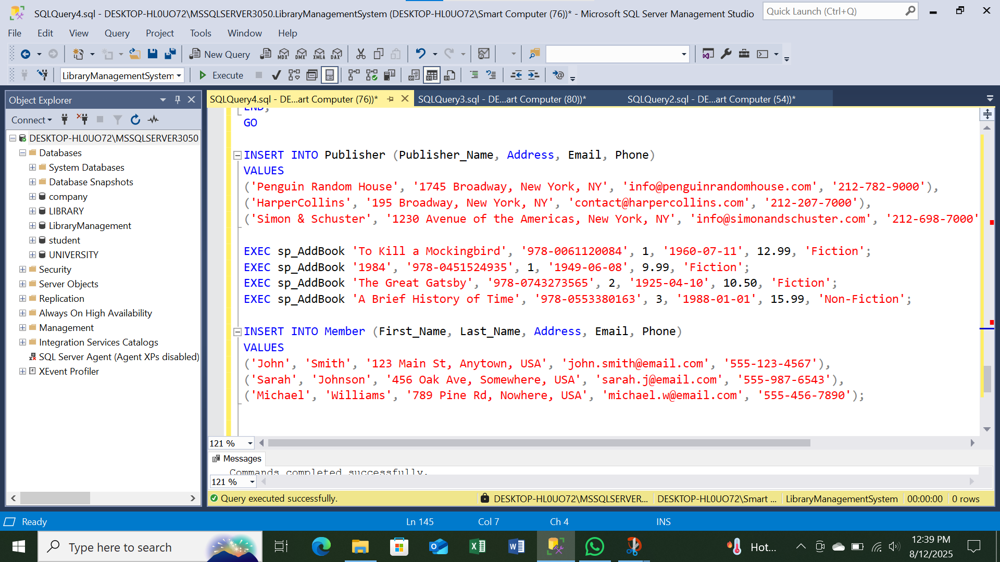 SQLQuery4.sql - DESKTOP-HL0UO72\MSSQLSERVER3050.LibraryManagementSystem (DESKTOP-HL0UO72\Smart Computer (76))* - Microsoft SQL Server Management Studio
Quick Launch (Ctrl+Q)
File Edit View Query Project Tools Window Help
New Query MDX DMX XMLA DAX
LibraryManagementSystem Execute
Object Explorer
Connect
DESKTOP-HL0UO72\MSSQLSERVER3050
Databases
System Databases
Database Snapshots
company
LIBRARY
LibraryManagement
student
UNIVERSITY
Security
Server Objects
Replication
Always On High Availability
Management
Integration Services Catalogs
SQL Server Agent (Agent XPs disabled)
XEvent Profiler
SQLQuery4.sql - DE...art Computer (76))* SQLQuery3.sql - DE...art Computer (80))* SQLQuery2.sql - DE...art Computer (54))*
END;
GO
INSERT INTO Publisher (Publisher_Name, Address, Email, Phone)
VALUES
('Penguin Random House', '1745 Broadway, New York, NY', 'info@penguinrandomhouse.com', '212-782-9000'),
('HarperCollins', '195 Broadway, New York, NY', 'contact@harpercollins.com', '212-207-7000'),
('Simon & Schuster', '1230 Avenue of the Americas, New York, NY', 'info@simonandschuster.com', '212-698-7000'
EXEC sp_AddBook 'To Kill a Mockingbird', '978-0061120084', 1, '1960-07-11', 12.99, 'Fiction';
EXEC sp_AddBook '1984', '978-0451524935', 1, '1949-06-08', 9.99, 'Fiction';
EXEC sp_AddBook 'The Great Gatsby', '978-0743273565', 2, '1925-04-10', 10.50, 'Fiction';
EXEC sp_AddBook 'A Brief History of Time', '978-0553380163', 3, '1988-01-01', 15.99, 'Non-Fiction';
INSERT INTO Member (First_Name, Last_Name, Address, Email, Phone)
VALUES
('John', 'Smith', '123 Main St, Anytown, USA', 'john.smith@email.com', '555-123-4567'),
('Sarah', 'Johnson', '456 Oak Ave, Somewhere, USA', 'sarah.j@email.com', '555-987-6543'),
('Michael', 'Williams', '789 Pine Rd, Nowhere, USA', 'michael.w@email.com', '555-456-7890');
121 %
Messages
Commands completed successfully.
121 %
Query executed successfully. DESKTOP-HL0UO72\MSSQLSERVER... DESKTOP-HL0UO72\Smart ... LibraryManagementSystem 00:00:00 0 rows
Ready Ln 145 Col 7 Ch 4 INS
Type here to search
Hot...
12:39 PM
8/12/2025